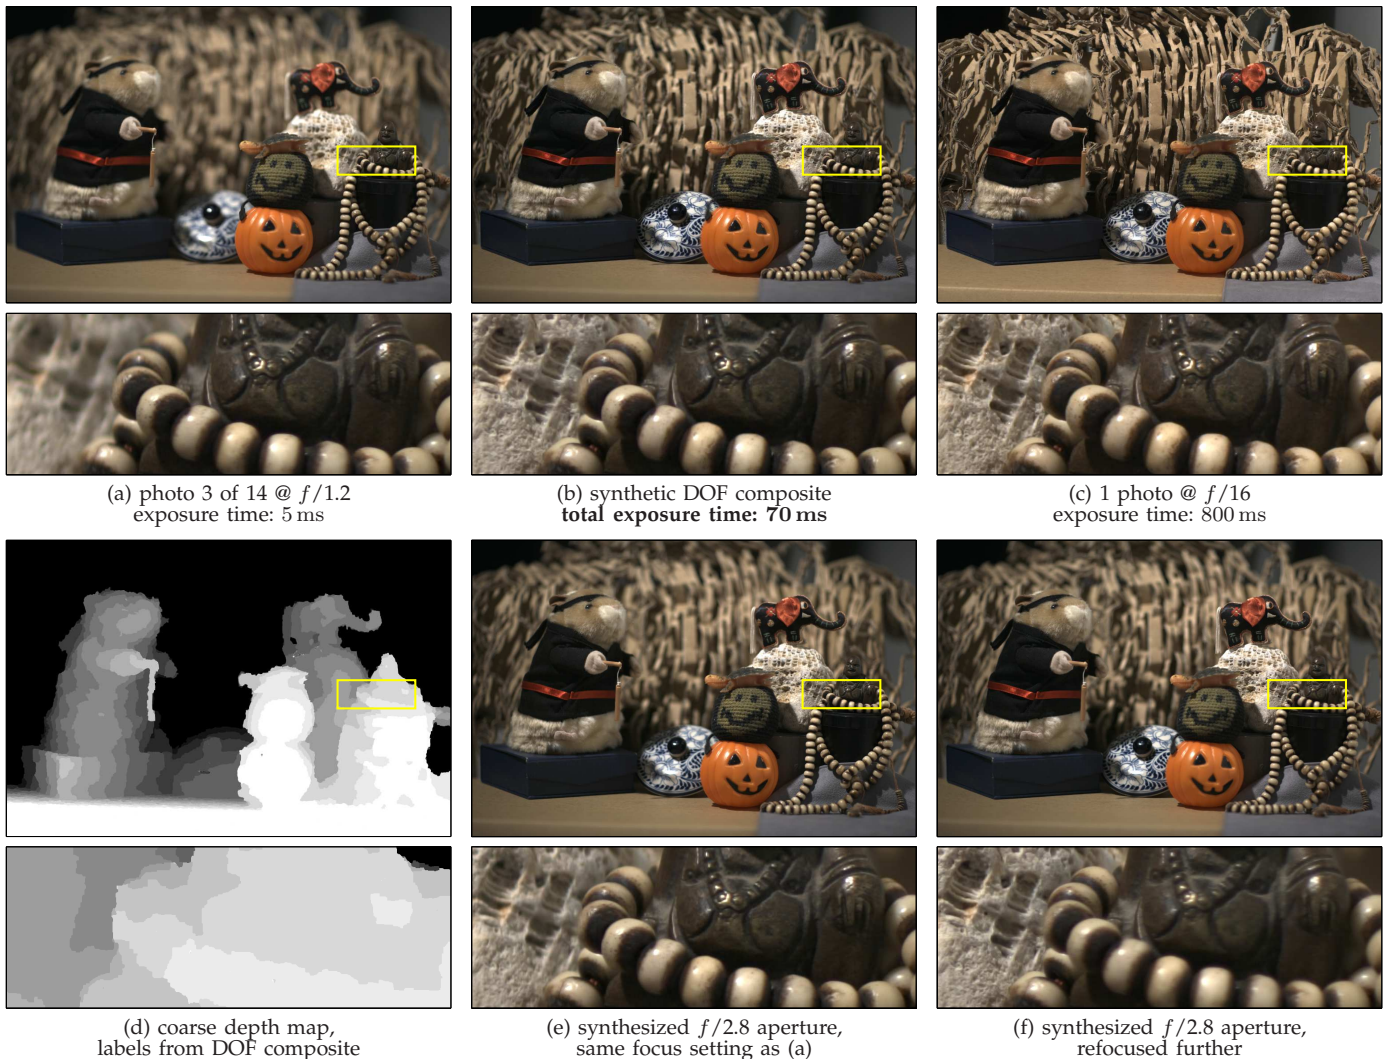 (a) photo 3 of 14 @ f/1.2
exposure time: 5 ms
(b) synthetic DOF composite
total exposure time: 70 ms
(c) 1 photo @ f/16
exposure time: 800 ms
(d) coarse depth map,
labels from DOF composite
(e) synthesized f/2.8 aperture,
same focus setting as (a)
(f) synthesized f/2.8 aperture,
refocused further